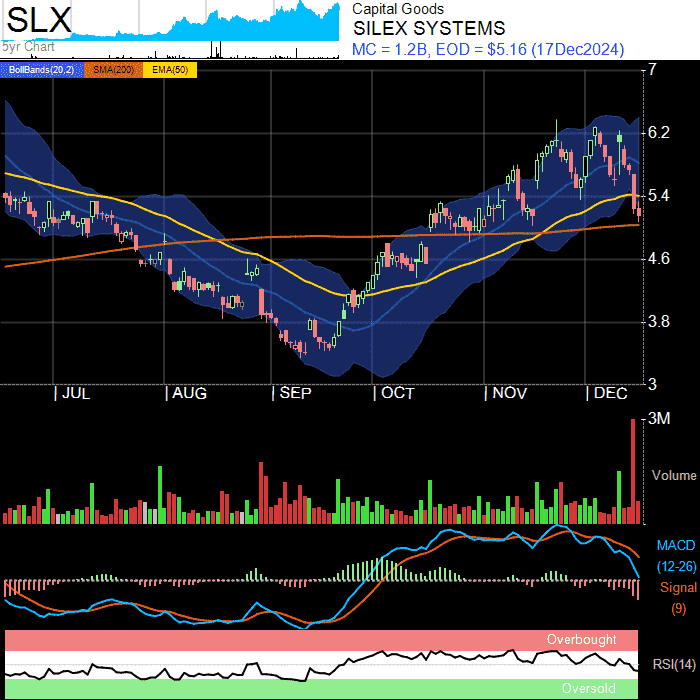 SLX
5yr Chart
Capital Goods
SILEX SYSTEMS
MC = 1.2B, EOD = $5.16 (17Dec2024)
BollBands(20,2) SMA(200) EMA(50)
7
6.2
5.4
4.6
3.8
3
JUL AUG SEP OCT NOV DEC
3M
Volume
MACD
(12-26)
Signal
(9)
Overbought
RSI(14)
Oversold